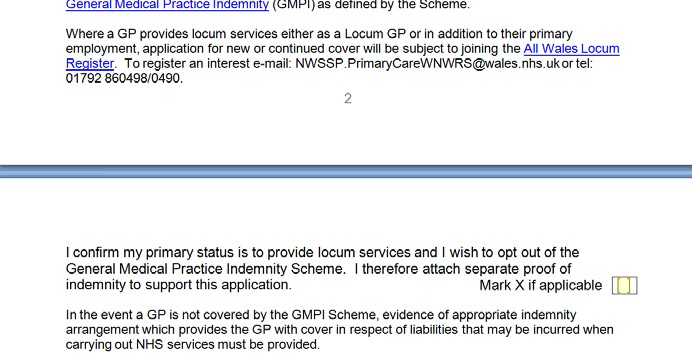 General Medical Practice Indemnity (GMPI) as defined by the Scheme.
Where a GP provides locum services either as a Locum GP or in addition to their primary
employment, application for new or continued cover will be subject to joining the All Wales Locum
Register. To register an interest e-mail: NWSSP.PrimaryCareWNWRS@wales.nhs.uk or tel:
01792 860498/0490.
2
I confirm my primary status is to provide locum services and I wish to opt out of the
General Medical Practice Indemnity Scheme. I therefore attach separate proof of
indemnity to support this application. Mark X if applicable
In the event a GP is not covered by the GMPI Scheme, evidence of appropriate indemnity
arrangement which provides the GP with cover in respect of liabilities that may be incurred when
carrying out NHS services must be provided.